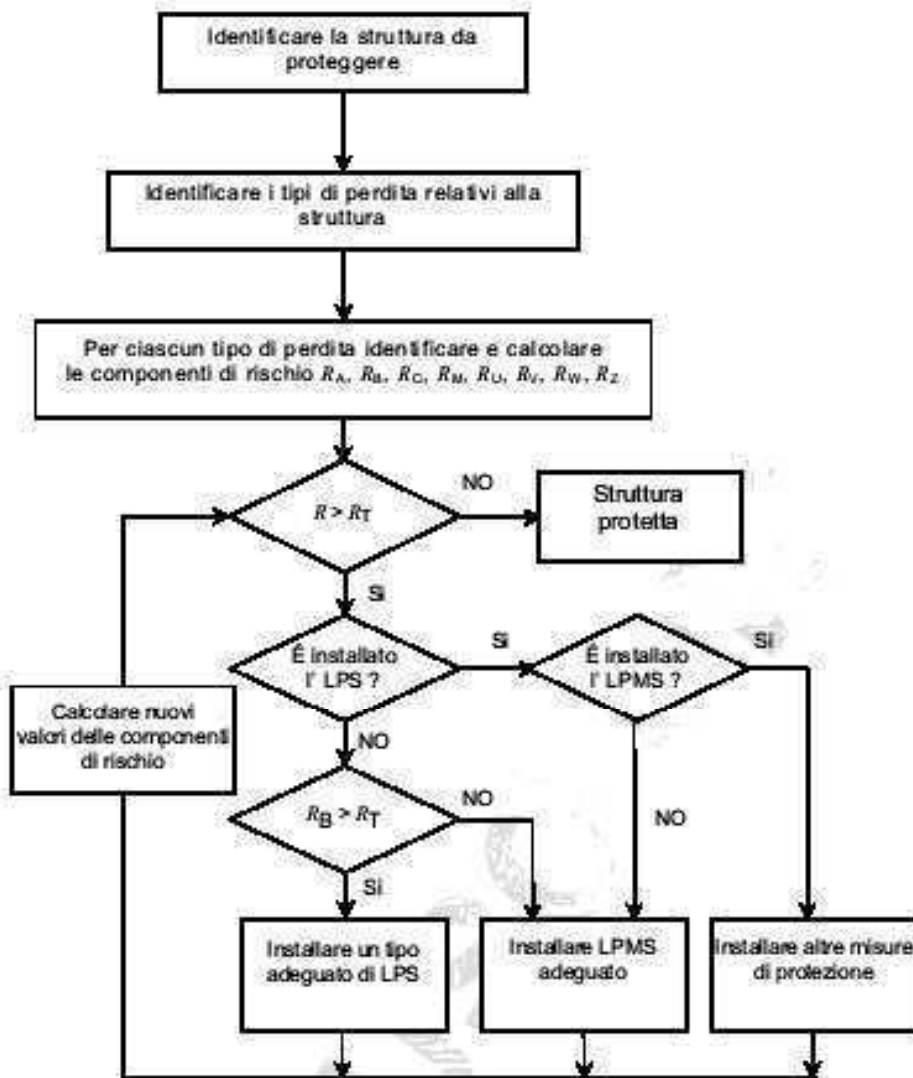 Identificare la struttura da
proteggere
Identificare i tipi di perdita relativi alla
struttura
Per ciascun tipo di perdita identificare e calcolare
le componenti di rischio RA, RB, RC, RM, RU, RV, RW, RZ
R > RT
NO
Struttura
protetta
Si
È installato
l' LPS ?
Si
È installato
l' LPMS ?
Si
Calcolare nuovi
valori delle componenti
di rischio
NO
RB > RT
NO
NO
Si
Installare un tipo
adeguato di LPS
Installare LPMS
adeguato
Installare altre misure
di protezione